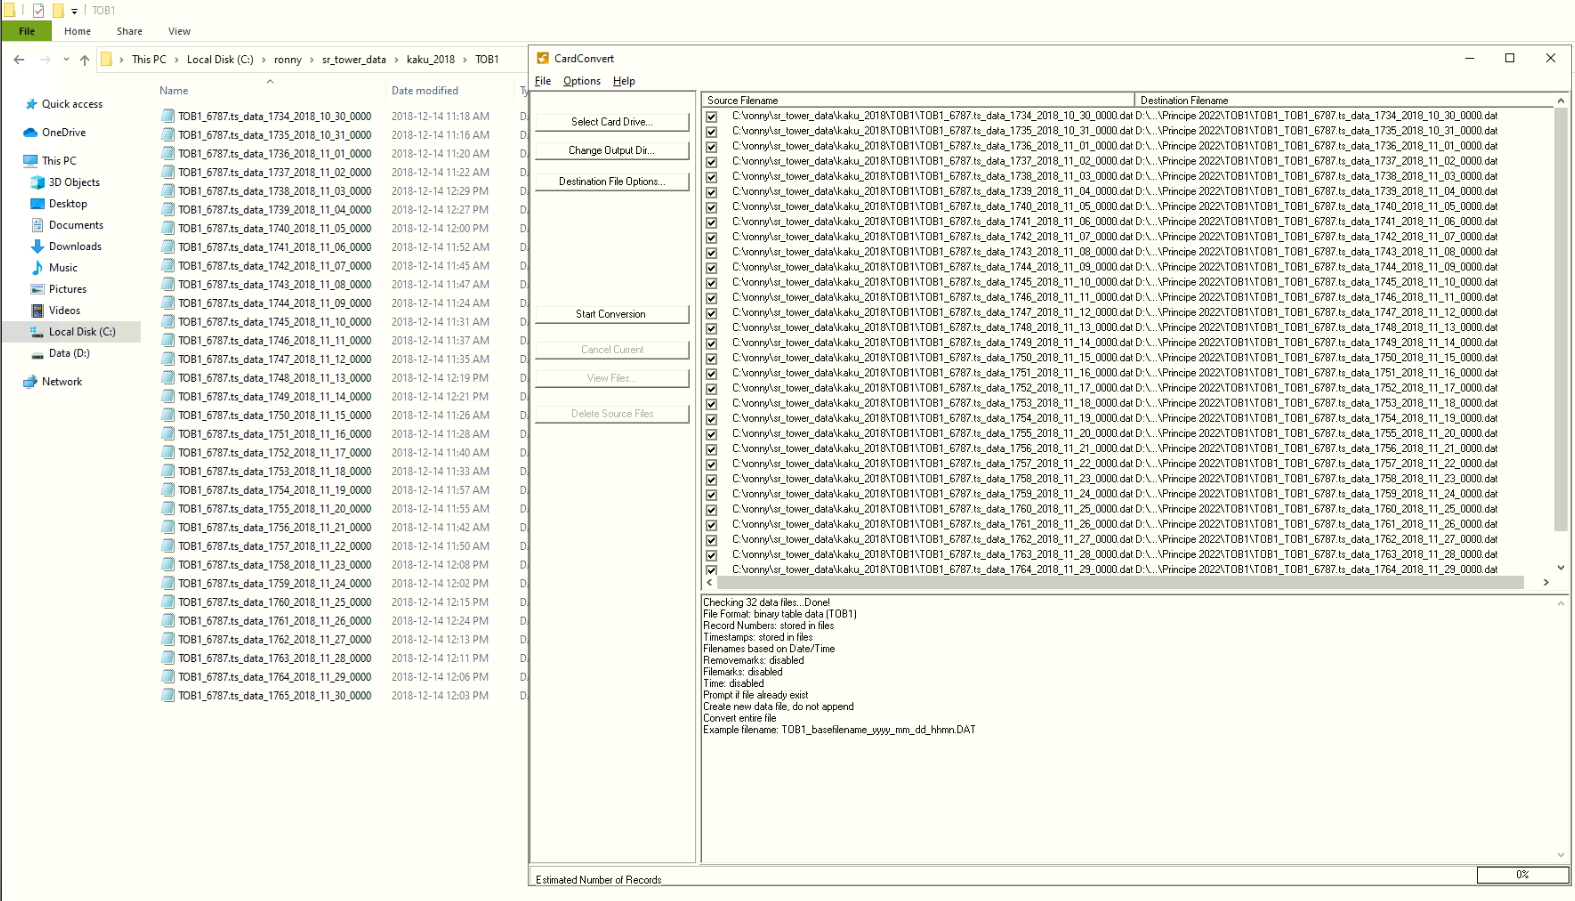 TOB1
File Home Share View
This PC > Local Disk (C:) > ronny > sr_tower_data > kaku_2018 > TOB1
Quick access
OneDrive
This PC
3D Objects
Desktop
Documents
Downloads
Music
Pictures
Videos
Local Disk (C:)
Data (D:)
Network
Name Date modified Ty
TOB1_6787.ts_data_1734_2018_10_30_0000 2018-12-14 11:18 AM D
TOB1_6787.ts_data_1735_2018_10_31_0000 2018-12-14 11:16 AM D
TOB1_6787.ts_data_1736_2018_11_01_0000 2018-12-14 11:20 AM D
TOB1_6787.ts_data_1737_2018_11_02_0000 2018-12-14 11:22 AM D
TOB1_6787.ts_data_1738_2018_11_03_0000 2018-12-14 12:29 PM D
TOB1_6787.ts_data_1739_2018_11_04_0000 2018-12-14 12:27 PM D
TOB1_6787.ts_data_1740_2018_11_05_0000 2018-12-14 12:00 PM D
TOB1_6787.ts_data_1741_2018_11_06_0000 2018-12-14 11:52 AM D
TOB1_6787.ts_data_1742_2018_11_07_0000 2018-12-14 11:45 AM D
TOB1_6787.ts_data_1743_2018_11_08_0000 2018-12-14 11:47 AM D
TOB1_6787.ts_data_1744_2018_11_09_0000 2018-12-14 11:24 AM D
TOB1_6787.ts_data_1745_2018_11_10_0000 2018-12-14 11:31 AM D
TOB1_6787.ts_data_1746_2018_11_11_0000 2018-12-14 11:37 AM D
TOB1_6787.ts_data_1747_2018_11_12_0000 2018-12-14 11:35 AM D
TOB1_6787.ts_data_1748_2018_11_13_0000 2018-12-14 12:19 PM D
TOB1_6787.ts_data_1749_2018_11_14_0000 2018-12-14 12:21 PM D
TOB1_6787.ts_data_1750_2018_11_15_0000 2018-12-14 11:26 AM D
TOB1_6787.ts_data_1751_2018_11_16_0000 2018-12-14 11:28 AM D
TOB1_6787.ts_data_1752_2018_11_17_0000 2018-12-14 11:40 AM D
TOB1_6787.ts_data_1753_2018_11_18_0000 2018-12-14 11:33 AM D
TOB1_6787.ts_data_1754_2018_11_19_0000 2018-12-14 11:57 AM D
TOB1_6787.ts_data_1755_2018_11_20_0000 2018-12-14 11:55 AM D
TOB1_6787.ts_data_1756_2018_11_21_0000 2018-12-14 11:42 AM D
TOB1_6787.ts_data_1757_2018_11_22_0000 2018-12-14 11:50 AM D
TOB1_6787.ts_data_1758_2018_11_23_0000 2018-12-14 12:08 PM D
TOB1_6787.ts_data_1759_2018_11_24_0000 2018-12-14 12:02 PM D
TOB1_6787.ts_data_1760_2018_11_25_0000 2018-12-14 12:15 PM D
TOB1_6787.ts_data_1761_2018_11_26_0000 2018-12-14 12:24 PM D
TOB1_6787.ts_data_1762_2018_11_27_0000 2018-12-14 12:13 PM D
TOB1_6787.ts_data_1763_2018_11_28_0000 2018-12-14 12:11 PM D
TOB1_6787.ts_data_1764_2018_11_29_0000 2018-12-14 12:06 PM D
TOB1_6787.ts_data_1765_2018_11_30_0000 2018-12-14 12:03 PM D
CardConvert
File Options Help
Select Card Drive...
Change Output Dir...
Destination File Options...
Start Conversion
Cancel Current
View Files...
Delete Source Files
Source Filename Destination Filename
C:\ronny\sr_tower_data\kaku_2018\TOB1\TOB1_6787.ts_data_1734_2018_10_30_0000.dat D:\...\Principe 2022\TOB1\TOB1_TOB1_6787.ts_data_1734_2018_10_30_0000.dat
C:\ronny\sr_tower_data\kaku_2018\TOB1\TOB1_6787.ts_data_1735_2018_10_31_0000.dat D:\...\Principe 2022\TOB1\TOB1_TOB1_6787.ts_data_1735_2018_10_31_0000.dat
C:\ronny\sr_tower_data\kaku_2018\TOB1\TOB1_6787.ts_data_1736_2018_11_01_0000.dat D:\...\Principe 2022\TOB1\TOB1_TOB1_6787.ts_data_1736_2018_11_01_0000.dat
C:\ronny\sr_tower_data\kaku_2018\TOB1\TOB1_6787.ts_data_1737_2018_11_02_0000.dat D:\...\Principe 2022\TOB1\TOB1_TOB1_6787.ts_data_1737_2018_11_02_0000.dat
C:\ronny\sr_tower_data\kaku_2018\TOB1\TOB1_6787.ts_data_1738_2018_11_03_0000.dat D:\...\Principe 2022\TOB1\TOB1_TOB1_6787.ts_data_1738_2018_11_03_0000.dat
C:\ronny\sr_tower_data\kaku_2018\TOB1\TOB1_6787.ts_data_1739_2018_11_04_0000.dat D:\...\Principe 2022\TOB1\TOB1_TOB1_6787.ts_data_1739_2018_11_04_0000.dat
C:\ronny\sr_tower_data\kaku_2018\TOB1\TOB1_6787.ts_data_1740_2018_11_05_0000.dat D:\...\Principe 2022\TOB1\TOB1_TOB1_6787.ts_data_1740_2018_11_05_0000.dat
C:\ronny\sr_tower_data\kaku_2018\TOB1\TOB1_6787.ts_data_1741_2018_11_06_0000.dat D:\...\Principe 2022\TOB1\TOB1_TOB1_6787.ts_data_1741_2018_11_06_0000.dat
C:\ronny\sr_tower_data\kaku_2018\TOB1\TOB1_6787.ts_data_1742_2018_11_07_0000.dat D:\...\Principe 2022\TOB1\TOB1_TOB1_6787.ts_data_1742_2018_11_07_0000.dat
C:\ronny\sr_tower_data\kaku_2018\TOB1\TOB1_6787.ts_data_1743_2018_11_08_0000.dat D:\...\Principe 2022\TOB1\TOB1_TOB1_6787.ts_data_1743_2018_11_08_0000.dat
C:\ronny\sr_tower_data\kaku_2018\TOB1\TOB1_6787.ts_data_1744_2018_11_09_0000.dat D:\...\Principe 2022\TOB1\TOB1_TOB1_6787.ts_data_1744_2018_11_09_0000.dat
C:\ronny\sr_tower_data\kaku_2018\TOB1\TOB1_6787.ts_data_1745_2018_11_10_0000.dat D:\...\Principe 2022\TOB1\TOB1_TOB1_6787.ts_data_1745_2018_11_10_0000.dat
C:\ronny\sr_tower_data\kaku_2018\TOB1\TOB1_6787.ts_data_1746_2018_11_11_0000.dat D:\...\Principe 2022\TOB1\TOB1_TOB1_6787.ts_data_1746_2018_11_11_0000.dat
C:\ronny\sr_tower_data\kaku_2018\TOB1\TOB1_6787.ts_data_1747_2018_11_12_0000.dat D:\...\Principe 2022\TOB1\TOB1_TOB1_6787.ts_data_1747_2018_11_12_0000.dat
C:\ronny\sr_tower_data\kaku_2018\TOB1\TOB1_6787.ts_data_1748_2018_11_13_0000.dat D:\...\Principe 2022\TOB1\TOB1_TOB1_6787.ts_data_1748_2018_11_13_0000.dat
C:\ronny\sr_tower_data\kaku_2018\TOB1\TOB1_6787.ts_data_1749_2018_11_14_0000.dat D:\...\Principe 2022\TOB1\TOB1_TOB1_6787.ts_data_1749_2018_11_14_0000.dat
C:\ronny\sr_tower_data\kaku_2018\TOB1\TOB1_6787.ts_data_1750_2018_11_15_0000.dat D:\...\Principe 2022\TOB1\TOB1_TOB1_6787.ts_data_1750_2018_11_15_0000.dat
C:\ronny\sr_tower_data\kaku_2018\TOB1\TOB1_6787.ts_data_1751_2018_11_16_0000.dat D:\...\Principe 2022\TOB1\TOB1_TOB1_6787.ts_data_1751_2018_11_16_0000.dat
C:\ronny\sr_tower_data\kaku_2018\TOB1\TOB1_6787.ts_data_1752_2018_11_17_0000.dat D:\...\Principe 2022\TOB1\TOB1_TOB1_6787.ts_data_1752_2018_11_17_0000.dat
C:\ronny\sr_tower_data\kaku_2018\TOB1\TOB1_6787.ts_data_1753_2018_11_18_0000.dat D:\...\Principe 2022\TOB1\TOB1_TOB1_6787.ts_data_1753_2018_11_18_0000.dat
C:\ronny\sr_tower_data\kaku_2018\TOB1\TOB1_6787.ts_data_1754_2018_11_19_0000.dat D:\...\Principe 2022\TOB1\TOB1_TOB1_6787.ts_data_1754_2018_11_19_0000.dat
C:\ronny\sr_tower_data\kaku_2018\TOB1\TOB1_6787.ts_data_1755_2018_11_20_0000.dat D:\...\Principe 2022\TOB1\TOB1_TOB1_6787.ts_data_1755_2018_11_20_0000.dat
C:\ronny\sr_tower_data\kaku_2018\TOB1\TOB1_6787.ts_data_1756_2018_11_21_0000.dat D:\...\Principe 2022\TOB1\TOB1_TOB1_6787.ts_data_1756_2018_11_21_0000.dat
C:\ronny\sr_tower_data\kaku_2018\TOB1\TOB1_6787.ts_data_1757_2018_11_22_0000.dat D:\...\Principe 2022\TOB1\TOB1_TOB1_6787.ts_data_1757_2018_11_22_0000.dat
C:\ronny\sr_tower_data\kaku_2018\TOB1\TOB1_6787.ts_data_1758_2018_11_23_0000.dat D:\...\Principe 2022\TOB1\TOB1_TOB1_6787.ts_data_1758_2018_11_23_0000.dat
C:\ronny\sr_tower_data\kaku_2018\TOB1\TOB1_6787.ts_data_1759_2018_11_24_0000.dat D:\...\Principe 2022\TOB1\TOB1_TOB1_6787.ts_data_1759_2018_11_24_0000.dat
C:\ronny\sr_tower_data\kaku_2018\TOB1\TOB1_6787.ts_data_1760_2018_11_25_0000.dat D:\...\Principe 2022\TOB1\TOB1_TOB1_6787.ts_data_1760_2018_11_25_0000.dat
C:\ronny\sr_tower_data\kaku_2018\TOB1\TOB1_6787.ts_data_1761_2018_11_26_0000.dat D:\...\Principe 2022\TOB1\TOB1_TOB1_6787.ts_data_1761_2018_11_26_0000.dat
C:\ronny\sr_tower_data\kaku_2018\TOB1\TOB1_6787.ts_data_1762_2018_11_27_0000.dat D:\...\Principe 2022\TOB1\TOB1_TOB1_6787.ts_data_1762_2018_11_27_0000.dat
C:\ronny\sr_tower_data\kaku_2018\TOB1\TOB1_6787.ts_data_1763_2018_11_28_0000.dat D:\...\Principe 2022\TOB1\TOB1_TOB1_6787.ts_data_1763_2018_11_28_0000.dat
C:\ronny\sr_tower_data\kaku_2018\TOB1\TOB1_6787.ts_data_1764_2018_11_29_0000.dat D:\...\Principe 2022\TOB1\TOB1_TOB1_6787.ts_data_1764_2018_11_29_0000.dat
Checking 32 data files...Done!
File Format: binary table data (TOB1)
Record Numbers: stored in files
Timestamps: stored in files
Filenames based on Date/Time
Removemarks: disabled
Filemarks: disabled
Time: disabled
Prompt if file already exist
Create new data file, do not append
Convert entire file
Example filename: TOB1_basefilename_yyyy_mm_dd_hhmn.DAT
Estimated Number of Records 0%